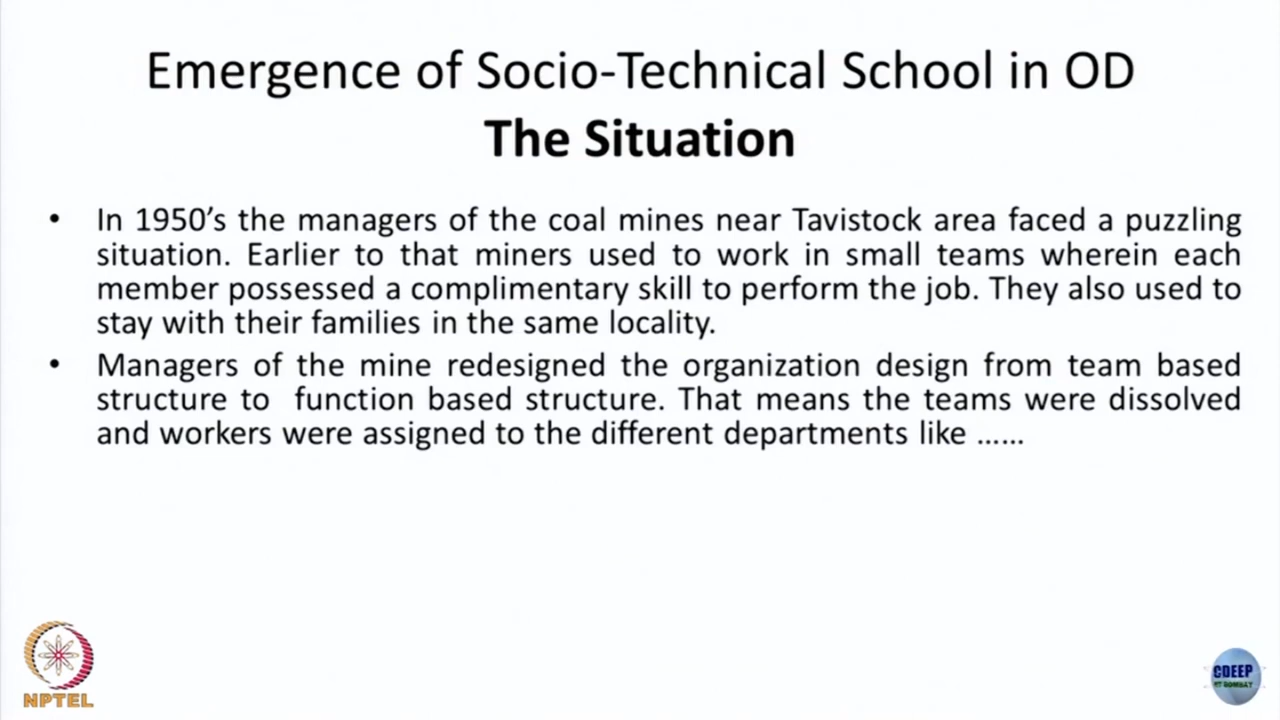 Emergence of Socio-Technical School in OD
The Situation
• In 1950's the managers of the coal mines near Tavistock area faced a puzzling
situation. Earlier to that miners used to work in small teams wherein each
member possessed a complimentary skill to perform the job. They also used to
stay with their families in the same locality.
• Managers of the mine redesigned the organization design from team based
structure to  function based structure. That means the teams were dissolved
and workers were assigned to the different departments like ......
NPTEL
CDEEP
IIT BOMBAY